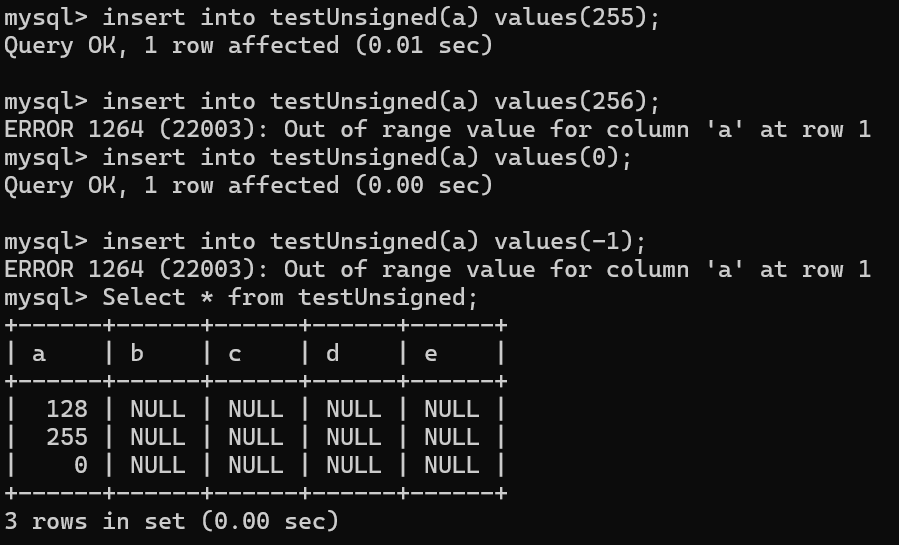 mysql> insert into testUnsigned(a) values(255);
Query OK, 1 row affected (0.01 sec)

mysql> insert into testUnsigned(a) values(256);
ERROR 1264 (22003): Out of range value for column 'a' at row 1
mysql> insert into testUnsigned(a) values(0);
Query OK, 1 row affected (0.00 sec)

mysql> insert into testUnsigned(a) values(-1);
ERROR 1264 (22003): Out of range value for column 'a' at row 1
mysql> Select * from testUnsigned;
+------+------+------+------+------+
| a    | b    | c    | d    | e    |
+------+------+------+------+------+
|  128 | NULL | NULL | NULL | NULL |
|  255 | NULL | NULL | NULL | NULL |
|    0 | NULL | NULL | NULL | NULL |
+------+------+------+------+------+
3 rows in set (0.00 sec)